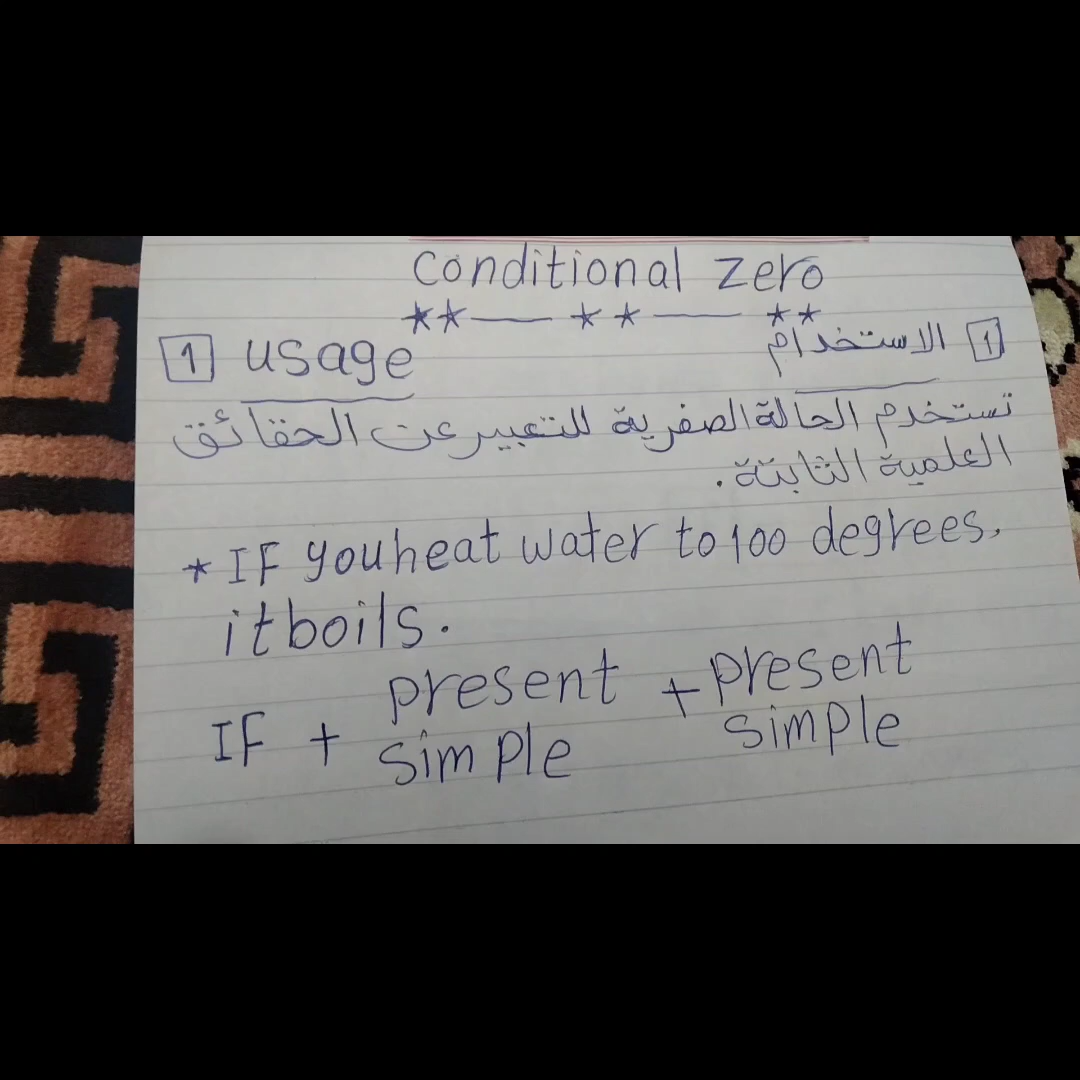 Conditional Zero
★★—— ★★ —— ★★
1 usage
1 الاستخدام
تستخدم الحالة الصفرية للتعبير عن الحقائق
العلمية الثابتة.
* IF you heat water to 100 degrees,
it boils.
IF + present simple + present simple